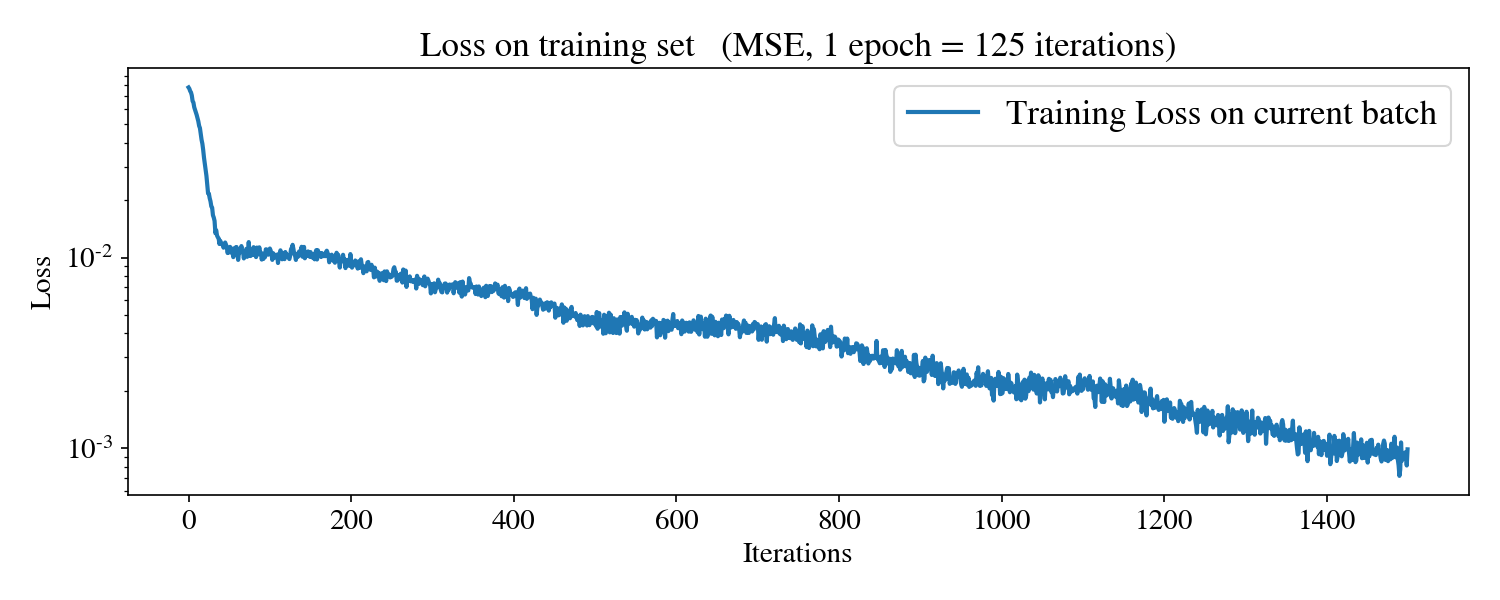 Loss on training set (MSE, 1 epoch = 125 iterations)
Training Loss on current batch
Loss
10-2
10-3
0 200 400 600 800 1000 1200 1400
Iterations